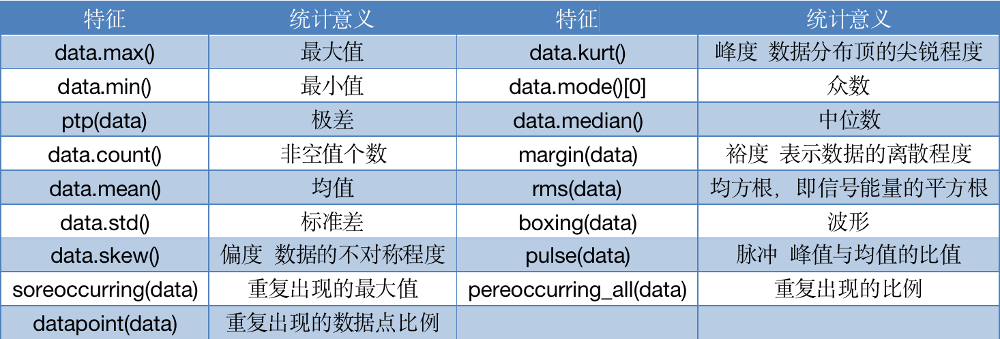 特征 统计意义 特征 统计意义
data.max() 最大值 data.kurt() 峰度 数据分布顶的尖锐程度
data.min() 最小值 data.mode()[0] 众数
ptp(data) 极差 data.median() 中位数
data.count() 非空值个数 margin(data) 裕度 表示数据的离散程度
data.mean() 均值 rms(data) 均方根，即信号能量的平方根
data.std() 标准差 boxing(data) 波形
data.skew() 偏度 数据的不对称程度 pulse(data) 脉冲 峰值与均值的比值
soreoccurring(data) 重复出现的最大值 pereoccurring_all(data) 重复出现的比例
datapoint(data) 重复出现的数据点比例